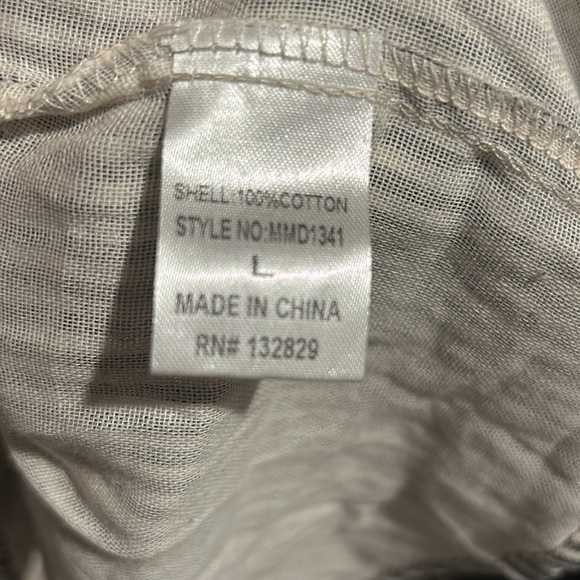 SHELL:100%COTTON
STYLE NO:MMD1341
L
MADE IN CHINA
RN# 132829